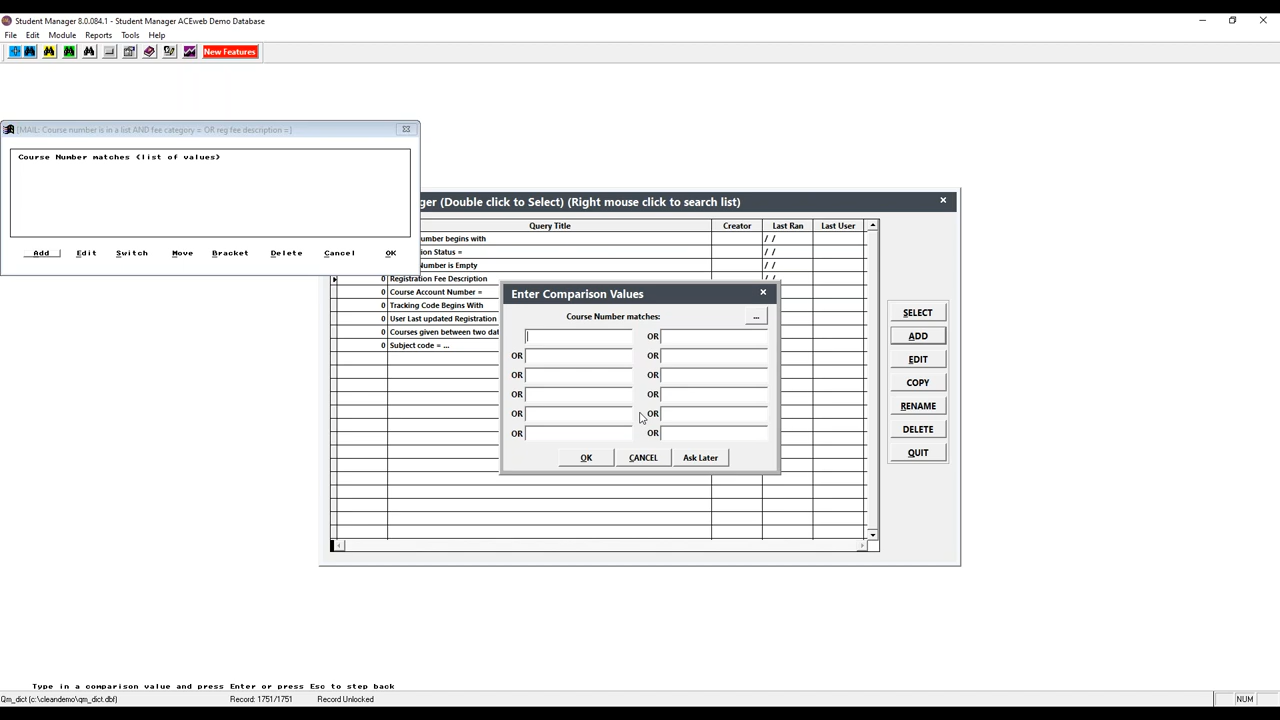 Student Manager 8.0.084.1 - Student Manager ACEweb Demo Database
File Edit Module Reports Tools Help
New Features
[MAIL: Course number is in a list AND fee category = OR reg fee description =]
Course Number matches (list of values)
Add Edit Switch Move Bracket Delete Cancel OK
ger (Double click to Select) (Right mouse click to search list)
Query Title Creator Last Ran Last User
umber begins with / /
ion Status = / /
Number is Empty / /
0 Registration Fee Description / /
0 Course Account Number =
0 Tracking Code Begins With
0 User Last updated Registration
0 Courses given between two dat
0 Subject code = ...
SELECT
ADD
EDIT
COPY
RENAME
DELETE
QUIT
Enter Comparison Values
Course Number matches: ...
OR
OR OR
OR OR
OR OR
OR OR
OR OR
OK CANCEL Ask Later
Type in a comparison value and press Enter or press Esc to step back
Qm_dict (c:\cleandemo\qm_dict.dbf) Record: 1751/1751 Record Unlocked NUM